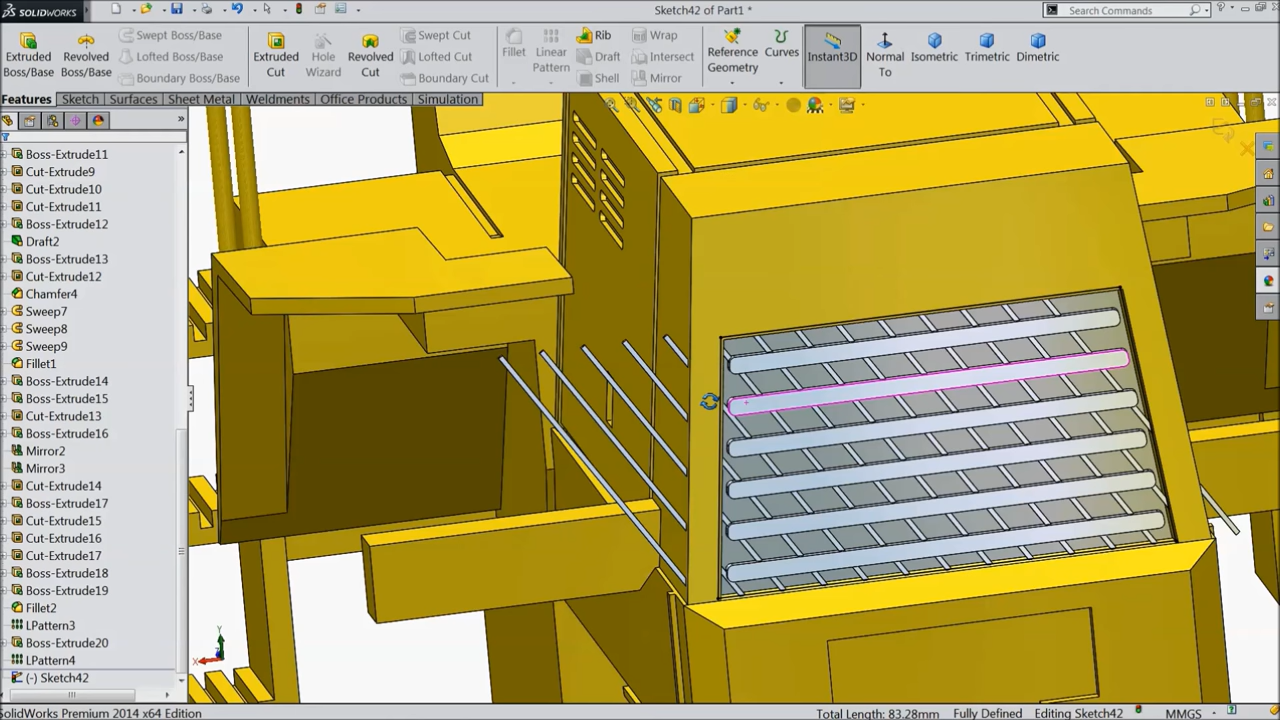 SOLIDWORKS
Sketch42 of Part1 *
Search Commands
Extruded Boss/Base
Revolved Boss/Base
Swept Boss/Base
Lofted Boss/Base
Boundary Boss/Base
Extruded Cut
Hole Wizard
Revolved Cut
Swept Cut
Lofted Cut
Boundary Cut
Fillet
Linear Pattern
Rib
Draft
Shell
Wrap
Intersect
Mirror
Reference Geometry
Curves
Instant3D
Normal To
Isometric
Trimetric
Dimetric
Features
Sketch
Surfaces
Sheet Metal
Weldments
Office Products
Simulation
Boss-Extrude11
Cut-Extrude9
Cut-Extrude10
Cut-Extrude11
Boss-Extrude12
Draft2
Boss-Extrude13
Cut-Extrude12
Chamfer4
Sweep7
Sweep8
Sweep9
Fillet1
Boss-Extrude14
Boss-Extrude15
Cut-Extrude13
Boss-Extrude16
Mirror2
Mirror3
Cut-Extrude14
Boss-Extrude17
Cut-Extrude15
Cut-Extrude16
Cut-Extrude17
Boss-Extrude18
Boss-Extrude19
Fillet2
LPattern3
Boss-Extrude20
LPattern4
(-) Sketch42
Y
X
SolidWorks Premium 2014 x64 Edition
Total Length: 83.28mm
Fully Defined
Editing Sketch42
MMGS